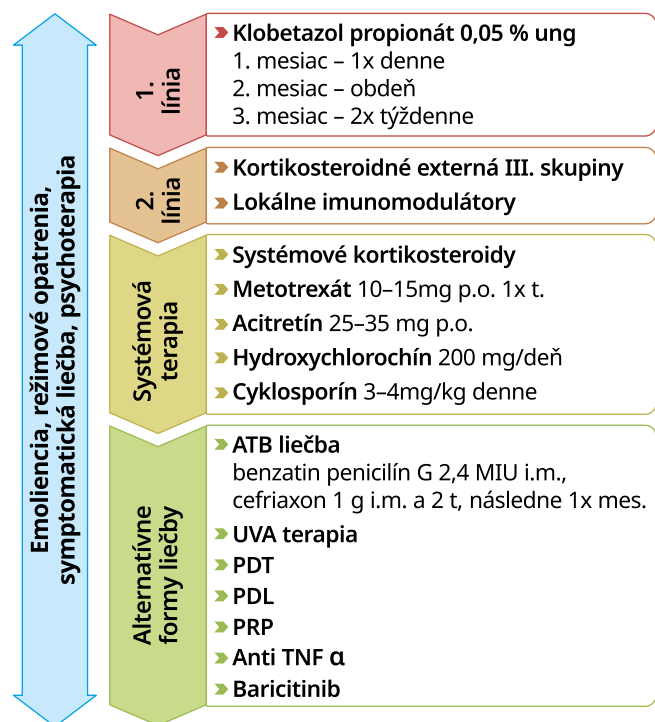 Emoliencia, režimové opatrenia,
symptomatická liečba, psychoterapia
1.
línia
Klobetazol propionát 0,05 % ung
1. mesiac – 1x denne
2. mesiac – obdeň
3. mesiac – 2x týždenne
2.
línia
Kortikosteroidné externá III. skupiny
Lokálne imunomodulátory
Systémová
terapia
Systémové kortikosteroidy
Metotrexát 10–15mg p.o. 1x t.
Acitretín 25–35 mg p.o.
Hydroxychlorochín 200 mg/deň
Cyklosporín 3–4mg/kg denne
Alternatívne
formy liečby
ATB liečba
benzatin penicilín G 2,4 MIU i.m.,
cefriaxon 1 g i.m. a 2 t, následne 1x mes.
UVA terapia
PDT
PDL
PRP
Anti TNF α
Baricitinib